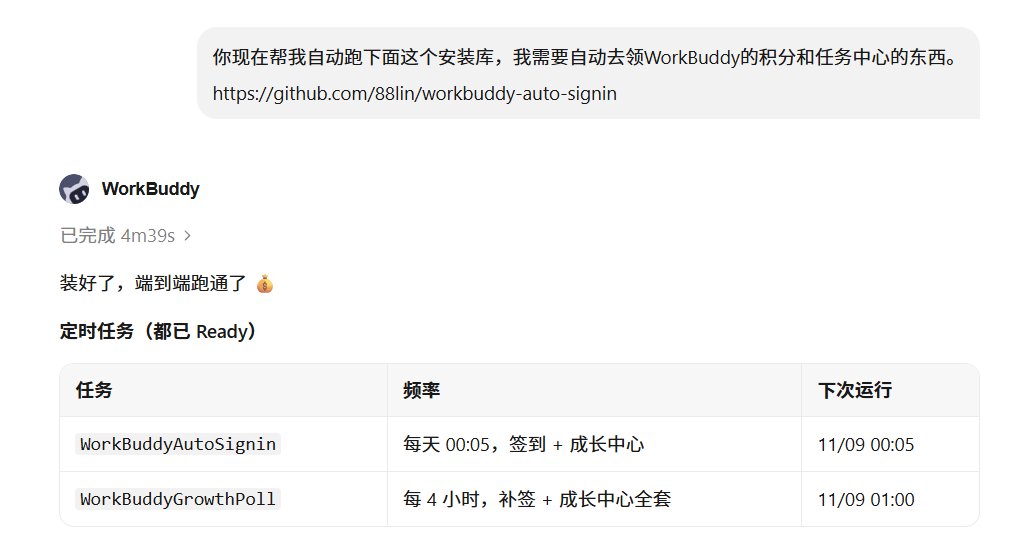 你现在帮我自动跑下面这个安装库，我需要自动去领WorkBuddy的积分和任务中心的东西。
https://github.com/88lin/workbuddy-auto-signin
WorkBuddy
已完成 4m39s >
装好了，端到端跑通了 💰
定时任务（都已 Ready）
任务 频率 下次运行
WorkBuddyAutoSignin 每天 00:05，签到 + 成长中心 11/09 00:05
WorkBuddyGrowthPoll 每 4 小时，补签 + 成长中心全套 11/09 01:00